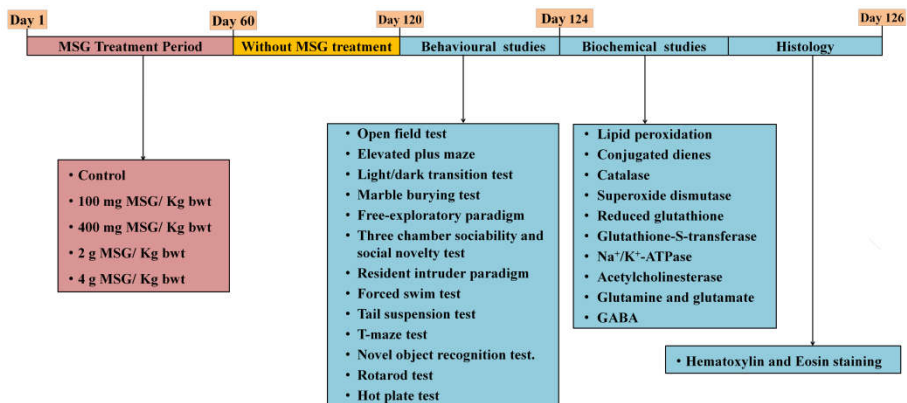 Day 1
Day 60
Day 120
Day 124
Day 126
MSG Treatment Period
Without MSG treatment
Behavioural studies
Biochemical studies
Histology
• Control
• 100 mg MSG/ Kg bwt
• 400 mg MSG/ Kg bwt
• 2 g MSG/ Kg bwt
• 4 g MSG/ Kg bwt
• Open field test
• Elevated plus maze
• Light/dark transition test
• Marble burying test
• Free-exploratory paradigm
• Three chamber sociability and
social novelty test
• Resident intruder paradigm
• Forced swim test
• Tail suspension test
• T-maze test
• Novel object recognition test.
• Rotarod test
• Hot plate test
• Lipid peroxidation
• Conjugated dienes
• Catalase
• Superoxide dismutase
• Reduced glutathione
• Glutathione-S-transferase
• Na⁺/K⁺-ATPase
• Acetylcholinesterase
• Glutamine and glutamate
• GABA
• Hematoxylin and Eosin staining